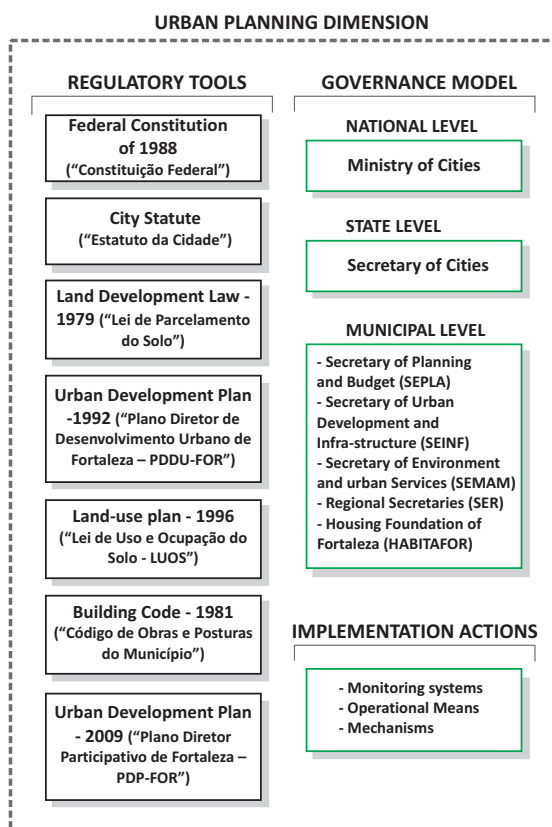 URBAN PLANNING DIMENSION
REGULATORY TOOLS
Federal Constitution
of 1988
(“Constituição Federal”)
City Statute
(“Estatuto da Cidade”)
Land Development Law -
1979 (“Lei de Parcelamento
do Solo”)
Urban Development Plan
-1992 (“Plano Diretor de
Desenvolvimento Urbano de
Fortaleza – PDDU-FOR”)
Land-use plan - 1996
(“Lei de Uso e Ocupação do
Solo - LUOS”)
Building Code - 1981
(“Código de Obras e Posturas
do Município”)
Urban Development Plan
- 2009 (“Plano Diretor
Participativo de Fortaleza –
PDP-FOR”)
GOVERNANCE MODEL
NATIONAL LEVEL
Ministry of Cities
STATE LEVEL
Secretary of Cities
MUNICIPAL LEVEL
- Secretary of Planning
and Budget (SEPLA)
- Secretary of Urban
Development and
Infra-structure (SEINF)
- Secretary of Environment
and urban Services (SEMAM)
- Regional Secretaries (SER)
- Housing Foundation of
Fortaleza (HABITAFOR)
IMPLEMENTATION ACTIONS
- Monitoring systems
- Operational Means
- Mechanisms